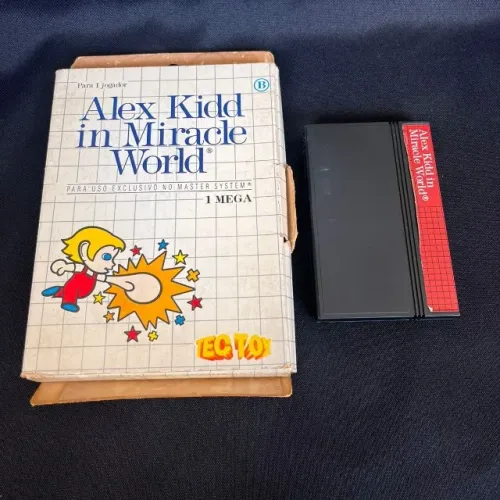 Para 1 jogador
B
Alex Kidd
in Miracle
World®
PARA USO EXCLUSIVO NO MASTER SYSTEM®
1 MEGA
TEC TOY
Alex Kidd in
Miracle World®